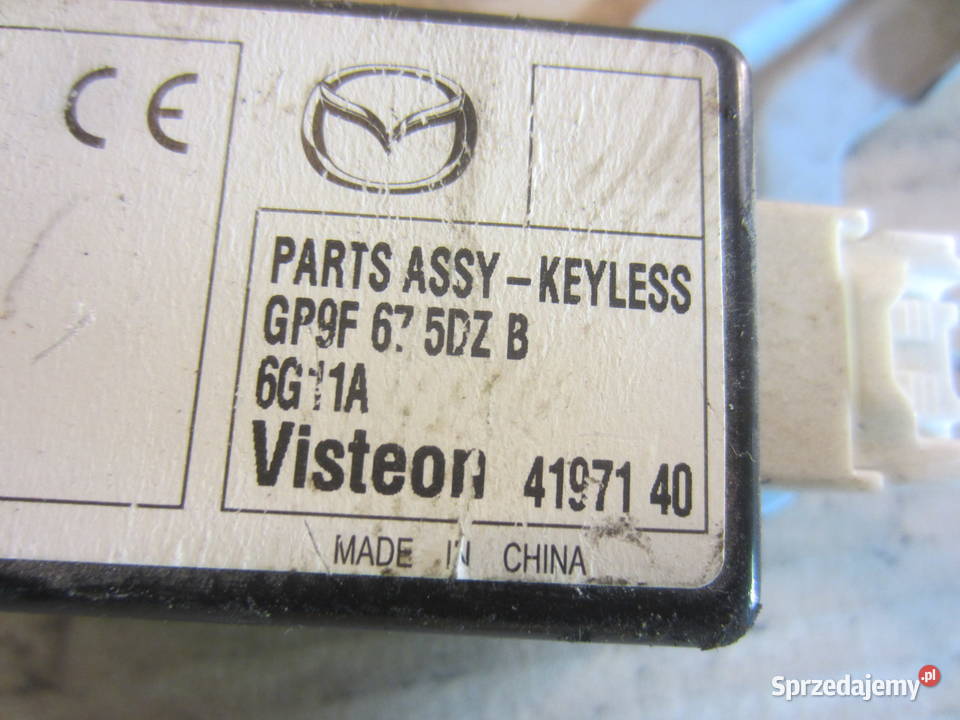 CE
PARTS ASSY – KEYLESS
GP9F 67 5DZ B
6G11A
Visteon 41971 40
MADE IN CHINA
Sprzedajemy.pl